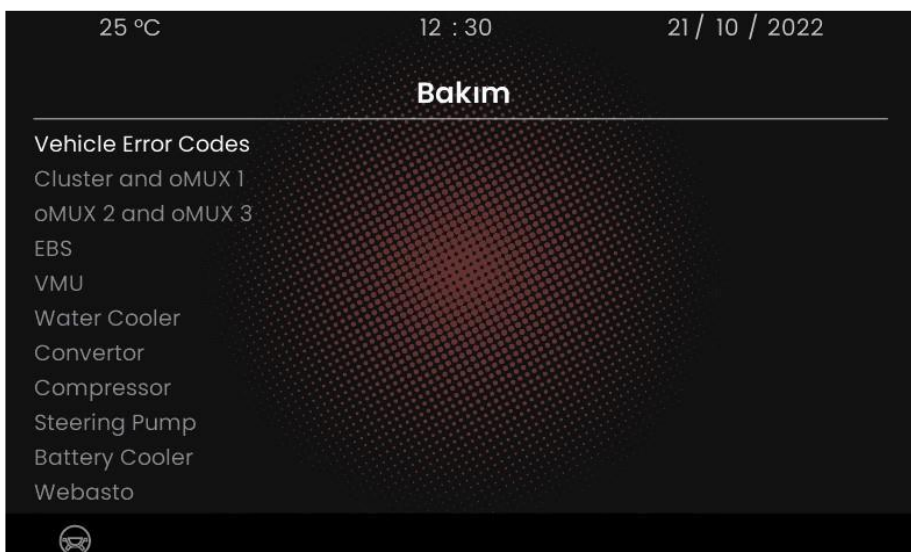 25 °C 12 : 30 21 / 10 / 2022
Bakım
Vehicle Error Codes
Cluster and oMUX 1
oMUX 2 and oMUX 3
EBS
VMU
Water Cooler
Convertor
Compressor
Steering Pump
Battery Cooler
Webasto